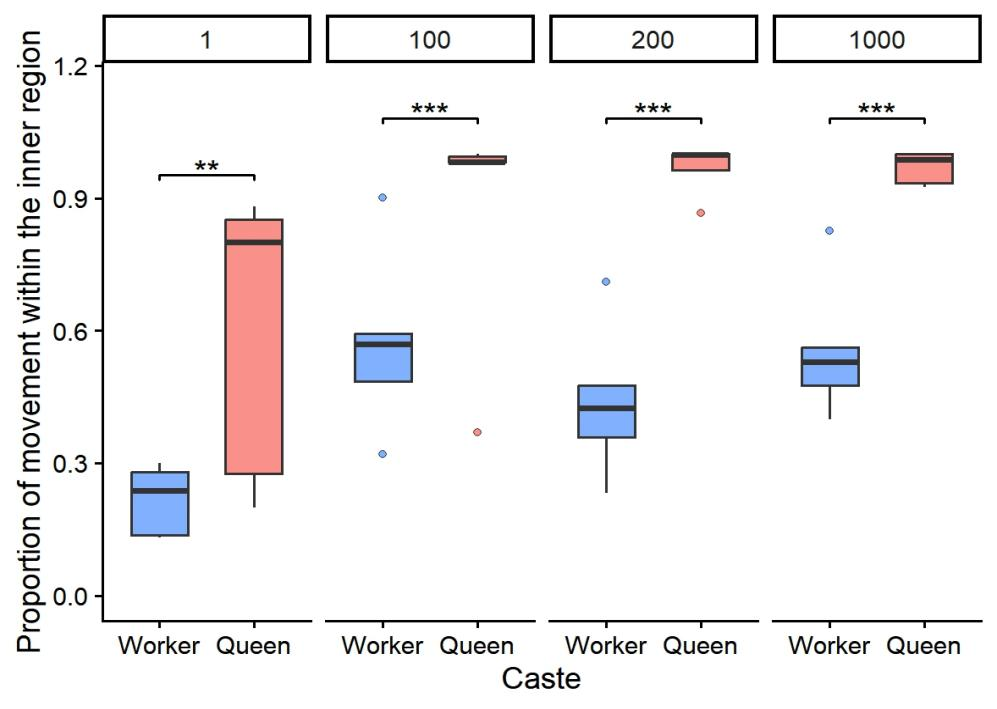 1 100 200 1000
Proportion of movement within the inner region
1.2
0.9
0.6
0.3
0.0
** *** *** ***
Worker Queen Worker Queen Worker Queen Worker Queen
Caste